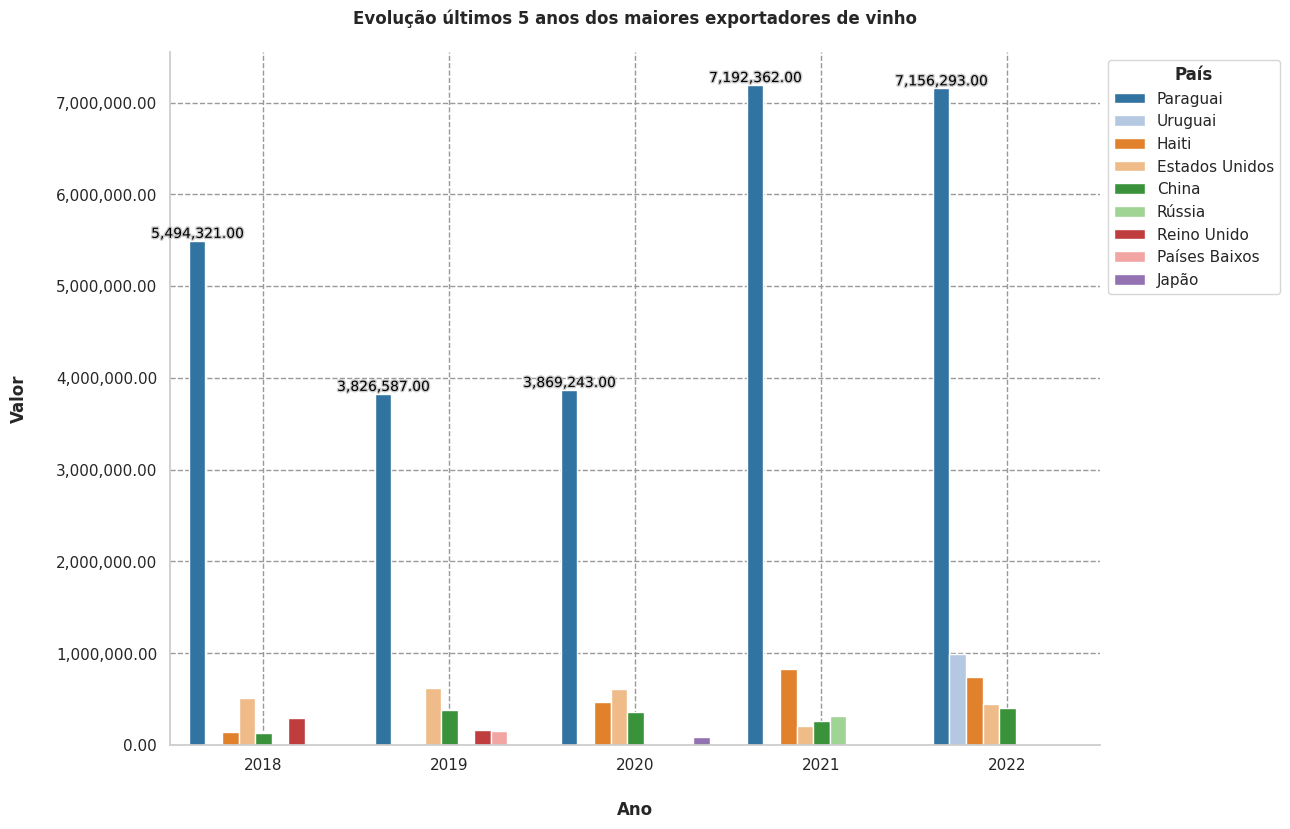 Evolução últimos 5 anos dos maiores exportadores de vinho
7,192,362.00
7,156,293.00
5,494,321.00
3,826,587.00
3,869,243.00
7,000,000.00
6,000,000.00
5,000,000.00
4,000,000.00
3,000,000.00
2,000,000.00
1,000,000.00
0.00
Valor
2018
2019
2020
2021
2022
Ano
País
Paraguai
Uruguai
Haiti
Estados Unidos
China
Rússia
Reino Unido
Países Baixos
Japão